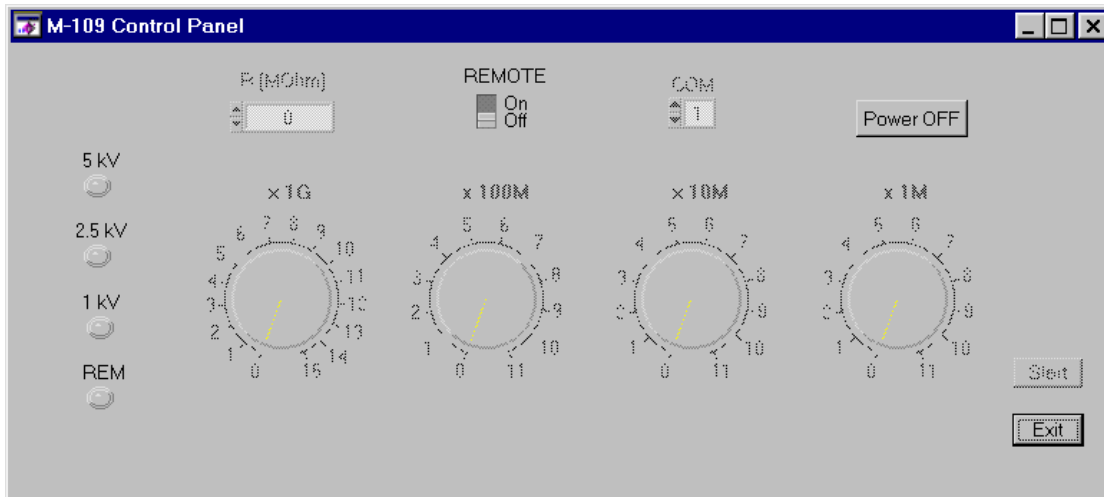 M-109 Control Panel
R (MOhm)
0
REMOTE
On
Off
COM
1
Power OFF
5 kV
2.5 kV
1 kV
REM
x 1G
0 1 2 3 4 5 6 7 8 9 10 11 12 13 14 15
x 100M
0 1 2 3 4 5 6 7 8 9 10 11
x 10M
0 1 2 3 4 5 6 7 8 9 10 11
x 1M
0 1 2 3 4 5 6 7 8 9 10 11
Start
Exit